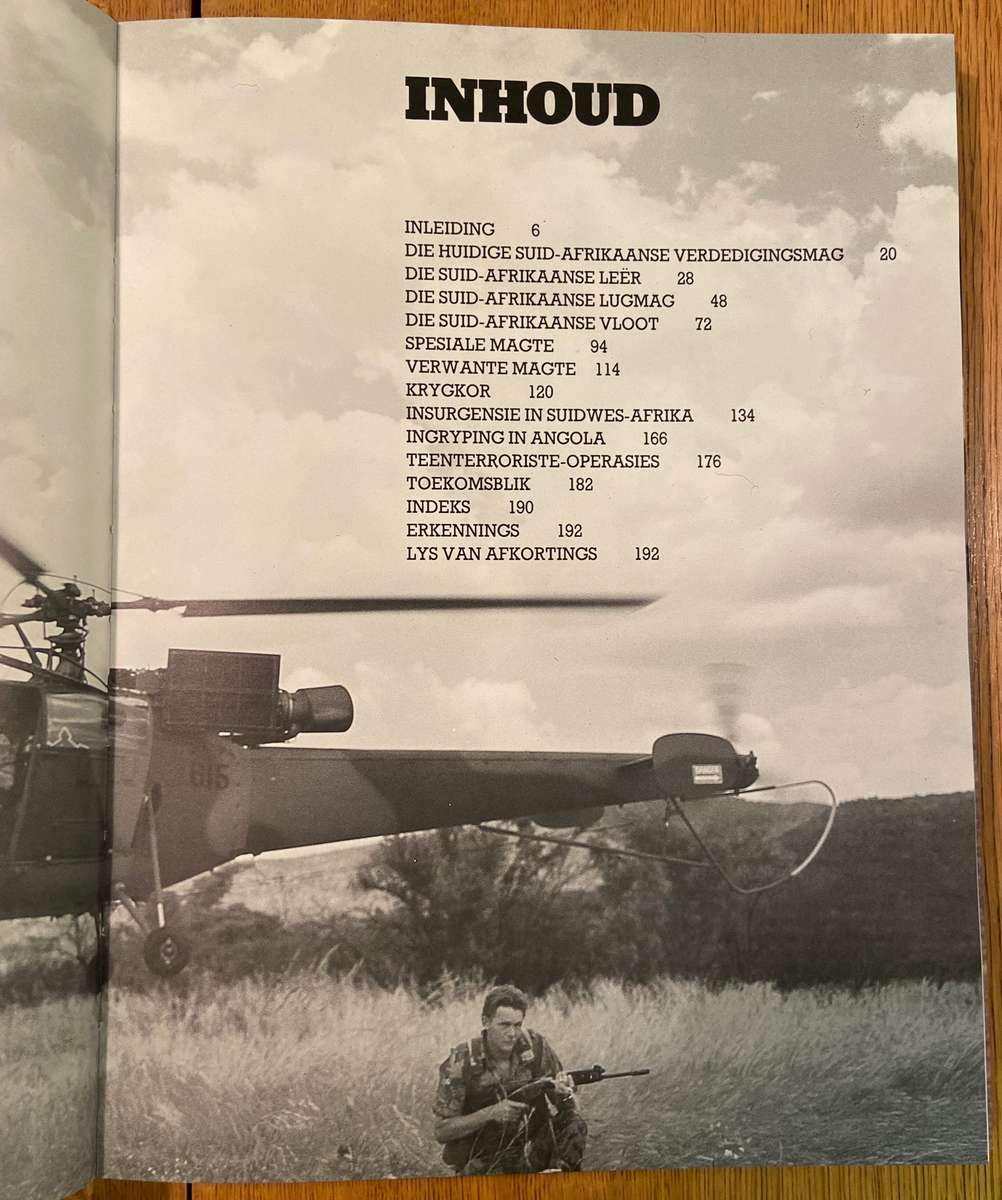 INHOUD
INLEIDING 6
DIE HUIDIGE SUID-AFRIKAANSE VERDEDIGINGSMAG 20
DIE SUID-AFRIKAANSE LEËR 28
DIE SUID-AFRIKAANSE LUGMAG 48
DIE SUID-AFRIKAANSE VLOOT 72
SPESIALE MAGTE 94
VERWANTE MAGTE 114
KRYGKOR 120
INSURGENSIE IN SUIDWES-AFRIKA 134
INGRYPING IN ANGOLA 166
TEENTERRORISTE-OPERASIES 176
TOEKOMSBLIK 182
INDEKS 190
ERKENNINGS 192
LYS VAN AFKORTINGS 192
DANGER